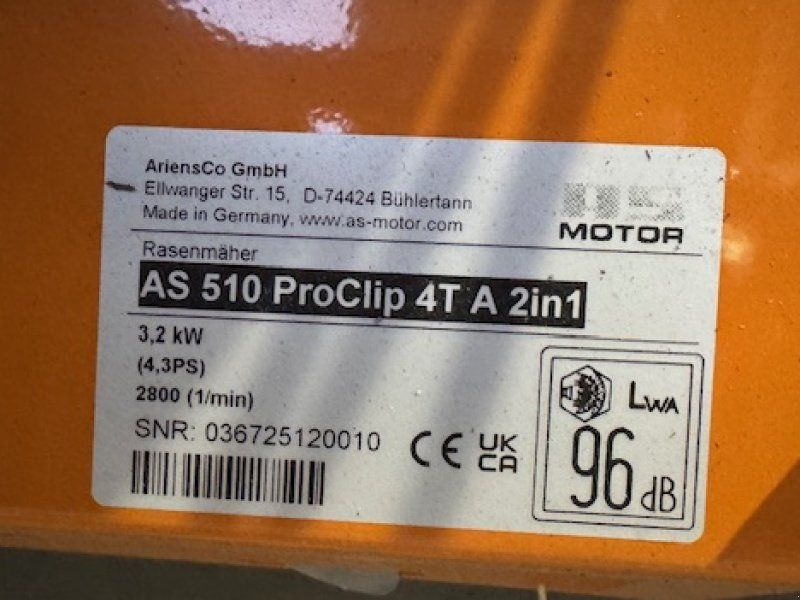 AriensCo GmbH
Ellwanger Str. 15, D-74424 Bühlertann
Made in Germany, www.as-motor.com
AS
MOTOR
Rasenmäher
AS 510 ProClip 4T A 2in1
3,2 kW
(4,3PS)
2800 (1/min)
SNR: 036725120010
CE
UK
CA
LWA
96 dB